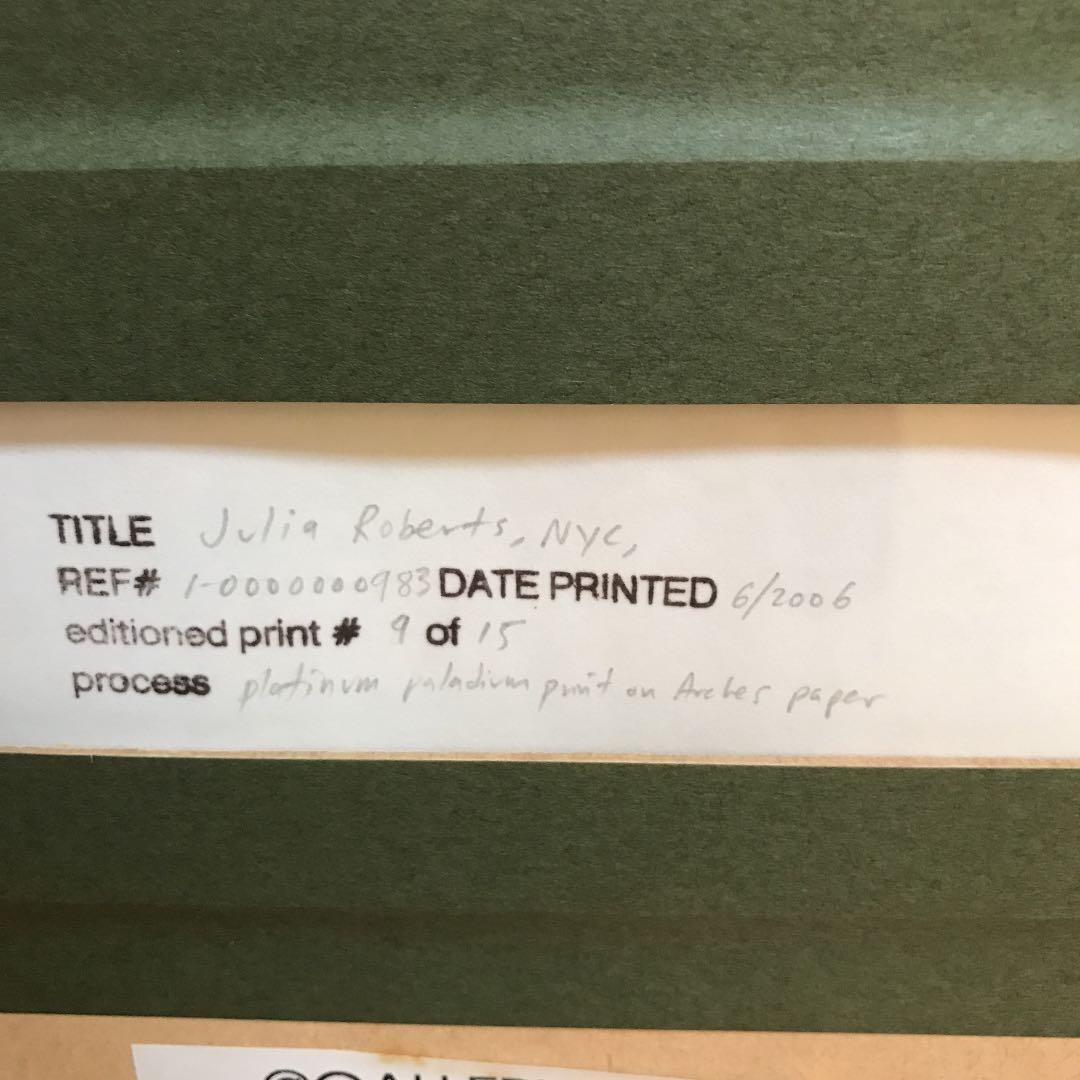 TITLE Julia Roberts, NYC,
REF# 1-0000000983 DATE PRINTED 6/2006
editioned print # 9 of 15
process platinum paladium print on Arches paper